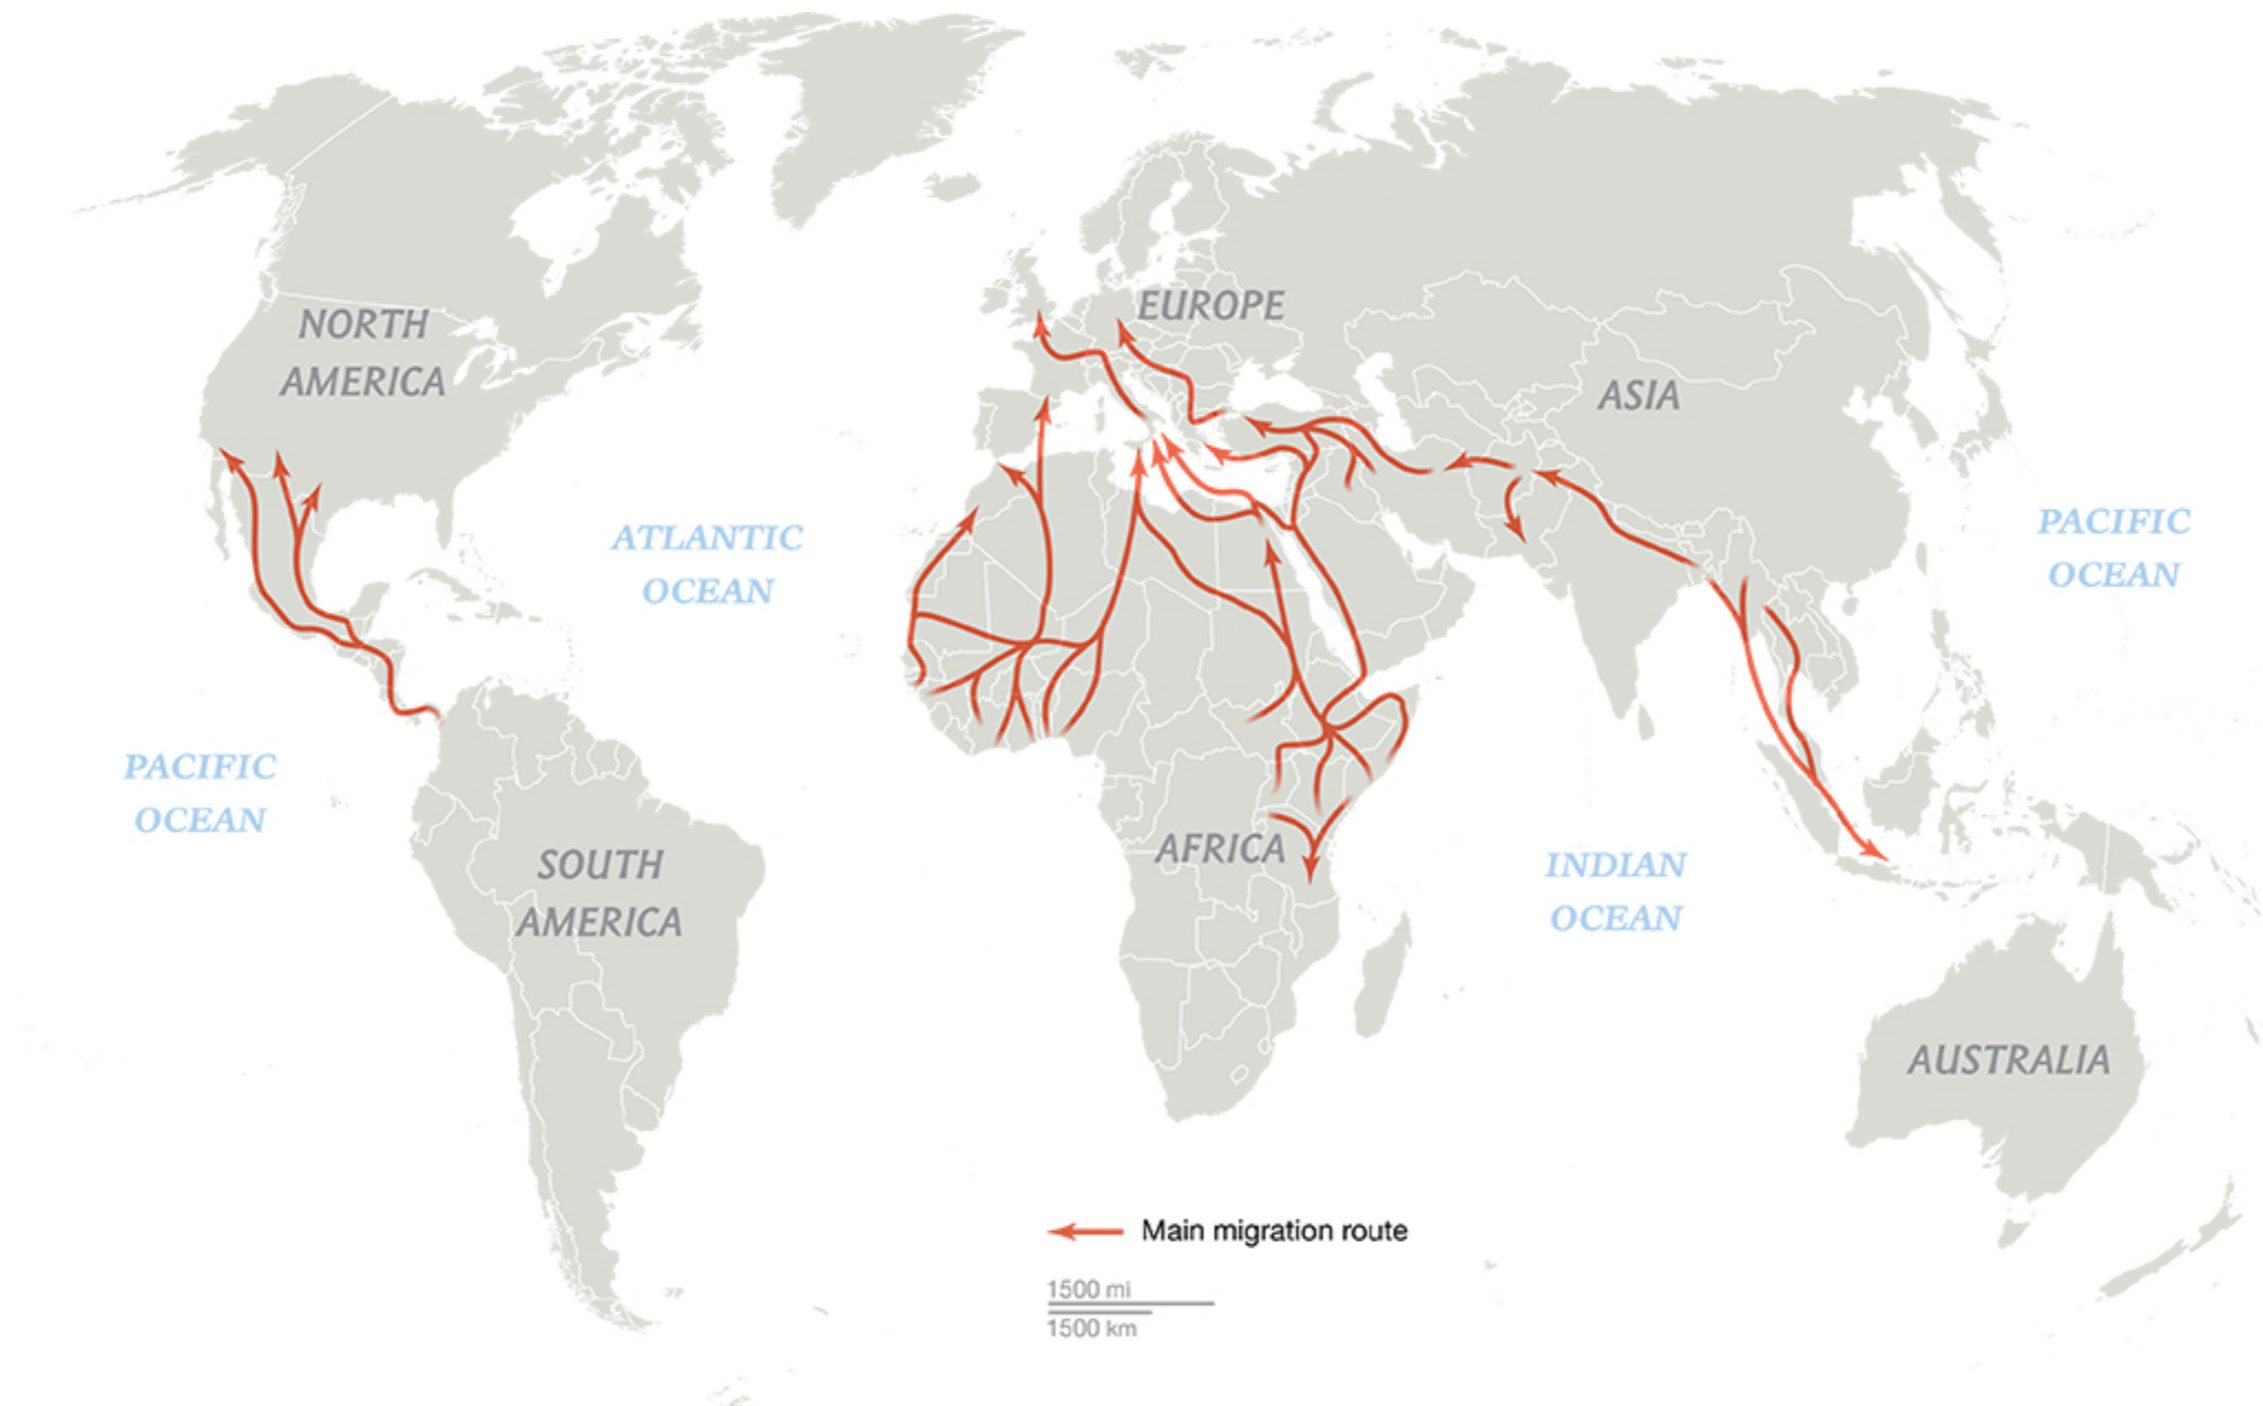 NORTH
AMERICA
EUROPE
ASIA
ATLANTIC
OCEAN
PACIFIC
OCEAN
PACIFIC
OCEAN
SOUTH
AMERICA
AFRICA
INDIAN
OCEAN
AUSTRALIA
Main migration route
1500 mi
1500 km